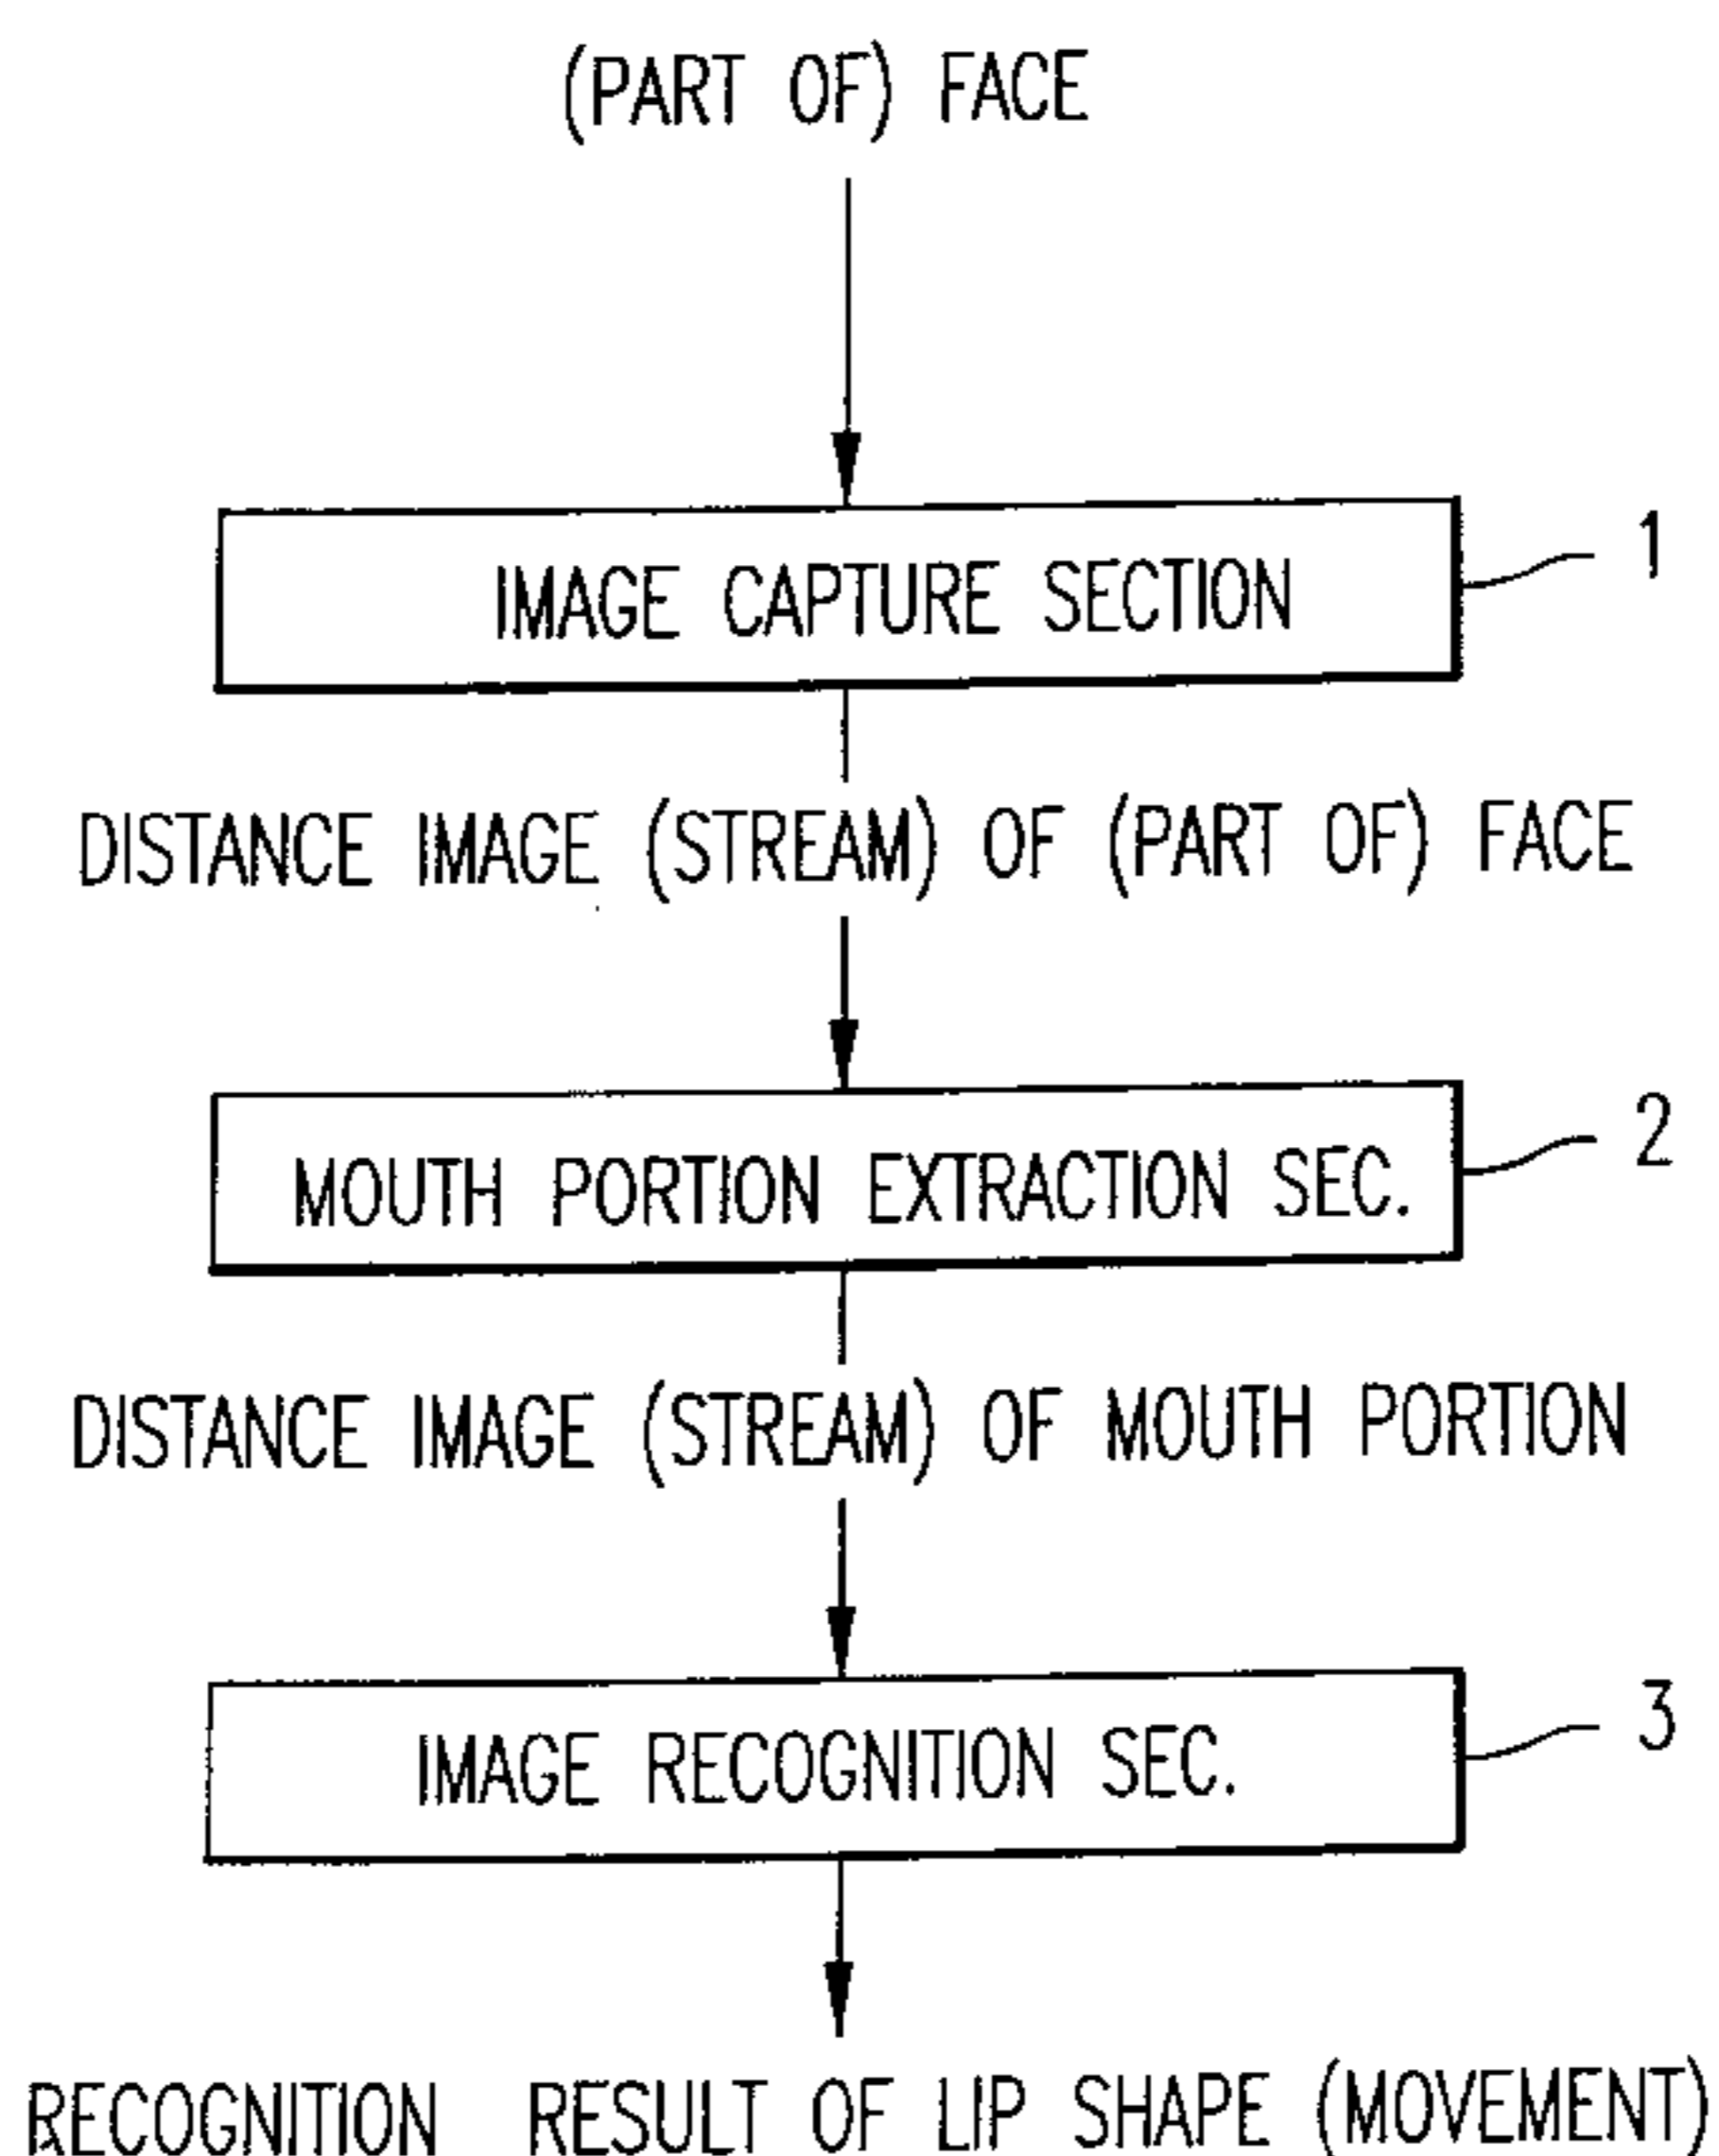 (PART OF) FACE
IMAGE CAPTURE SECTION
1
DISTANCE IMAGE (STREAM) OF (PART OF) FACE
MOUTH PORTION EXTRACTION SEC.
2
DISTANCE IMAGE (STREAM) OF MOUTH PORTION
IMAGE RECOGNITION SEC.
3
RECOGNITION RESULT OF LIP SHAPE (MOVEMENT)